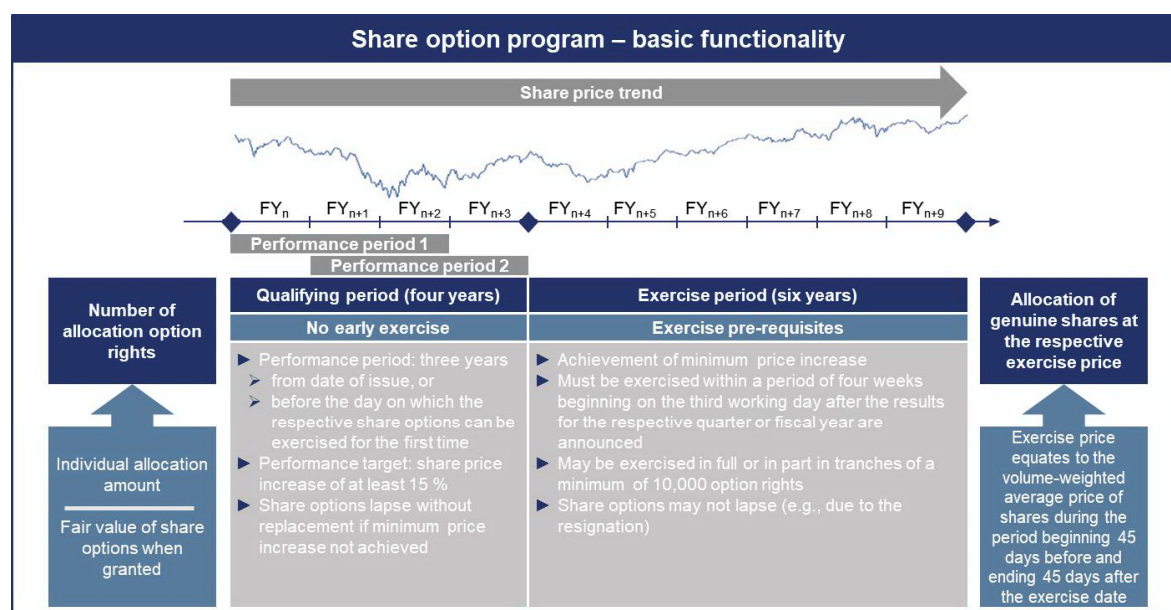 Share option program – basic functionality
Share price trend
FYn
FYn+1
FYn+2
FYn+3
FYn+4
FYn+5
FYn+6
FYn+7
FYn+8
FYn+9
Performance period 1
Performance period 2
Number of
allocation option
rights
Individual allocation
amount
Fair value of share
options when
granted
Qualifying period (four years)
No early exercise
► Performance period: three years
➢ from date of issue, or
➢ before the day on which the
respective share options can be
exercised for the first time
► Performance target: share price
increase of at least 15 %
► Share options lapse without
replacement if minimum price
increase not achieved
Exercise period (six years)
Exercise pre-requisites
► Achievement of minimum price increase
► Must be exercised within a period of four weeks
beginning on the third working day after the results
for the respective quarter or fiscal year are
announced
► May be exercised in full or in part in tranches of a
minimum of 10,000 option rights
► Share options may not lapse (e.g., due to the
resignation)
Allocation of
genuine shares at
the respective
exercise price
Exercise price
equates to the
volume-weighted
average price of
shares during the
period beginning 45
days before and
ending 45 days after
the exercise date